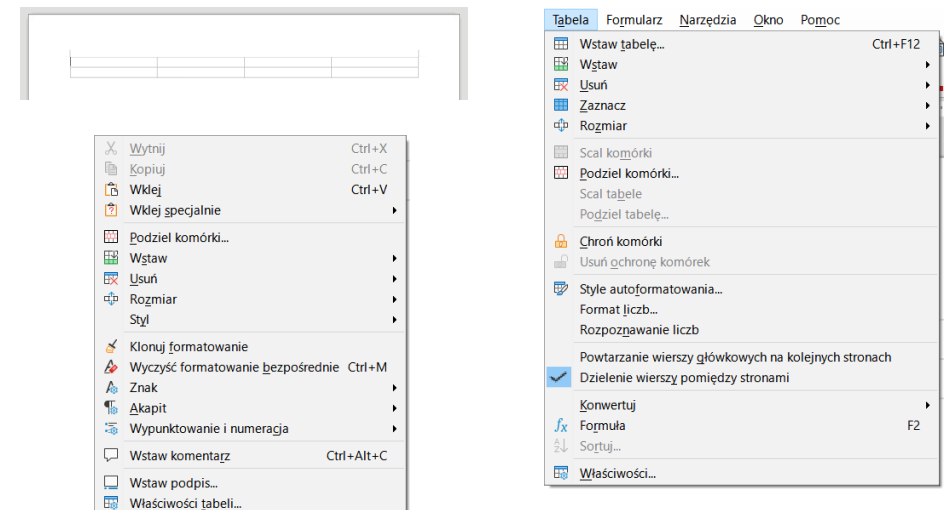 Wytnij Ctrl+X
Kopiuj Ctrl+C
Wklej Ctrl+V
Wklej specjalnie
Podziel komórki...
Wstaw
Usuń
Rozmiar
Styl
Klonuj formatowanie
Wyczyść formatowanie bezpośrednie Ctrl+M
Znak
Akapit
Wypunktowanie i numeracja
Wstaw komentarz Ctrl+Alt+C
Wstaw podpis...
Właściwości tabeli...
Tabela Formularz Narzędzia Okno Pomoc
Wstaw tabelę... Ctrl+F12
Wstaw
Usuń
Zaznacz
Rozmiar
Scal komórki
Podziel komórki...
Scal tabele
Podziel tabelę...
Chroń komórki
Usuń ochronę komórek
Style autoformatowania...
Format liczb...
Rozpoznawanie liczb
Powtarzanie wierszy główkowych na kolejnych stronach
Dzielenie wierszy pomiędzy stronami
Konwertuj
Formuła F2
Sortuj...
Właściwości...